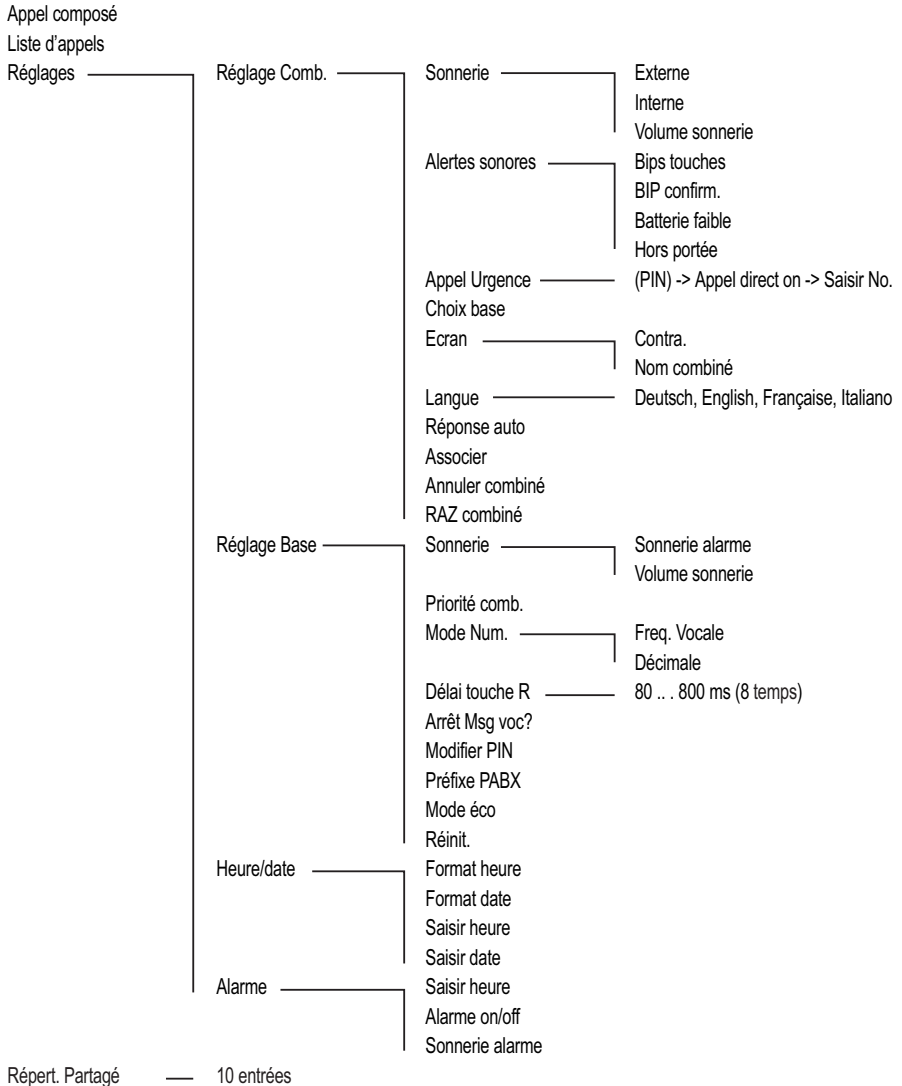 Appel composé
Liste d'appels
Réglages Réglage Comb. Sonnerie Externe
Interne
Volume sonnerie
Alertes sonores Bips touches
BIP confirm.
Batterie faible
Hors portée
Appel Urgence (PIN) -> Appel direct on -> Saisir No.
Choix base
Ecran Contra.
Nom combiné
Langue Deutsch, English, Française, Italiano
Réponse auto
Associer
Annuler combiné
RAZ combiné
Réglage Base Sonnerie Sonnerie alarme
Volume sonnerie
Priorité comb.
Mode Num. Freq. Vocale
Décimale
Délai touche R 80 .. . 800 ms (8 temps)
Arrêt Msg voc?
Modifier PIN
Préfixe PABX
Mode éco
Réinit.
Heure/date Format heure
Format date
Saisir heure
Saisir date
Alarme Saisir heure
Alarme on/off
Sonnerie alarme
Répert. Partagé 10 entrées